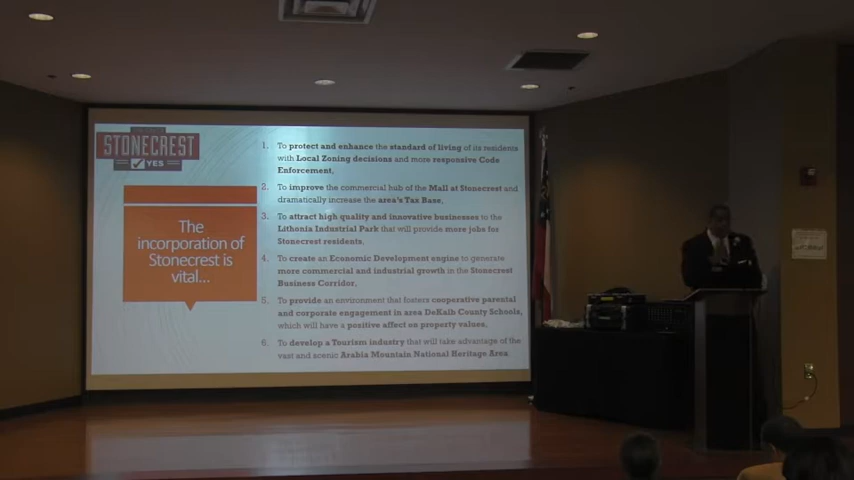 STONECREST
YES
The
incorporation of
Stonecrest is
vital...
1. To protect and enhance the standard of living of its residents
with Local Zoning decisions and more responsive Code
Enforcement,
2. To improve the commercial hub of the Mall at Stonecrest and
dramatically increase the area's Tax Base,
3. To attract high quality and innovative businesses to the
Lithonia Industrial Park that will provide more jobs for
Stonecrest residents,
4. To create an Economic Development engine to generate
more commercial and industrial growth in the Stonecrest
Business Corridor,
5. To provide an environment that fosters cooperative parental
and corporate engagement in area DeKalb County Schools,
which will have a positive affect on property values,
6. To develop a Tourism industry that will take advantage of the
vast and scenic Arabia Mountain National Heritage Area